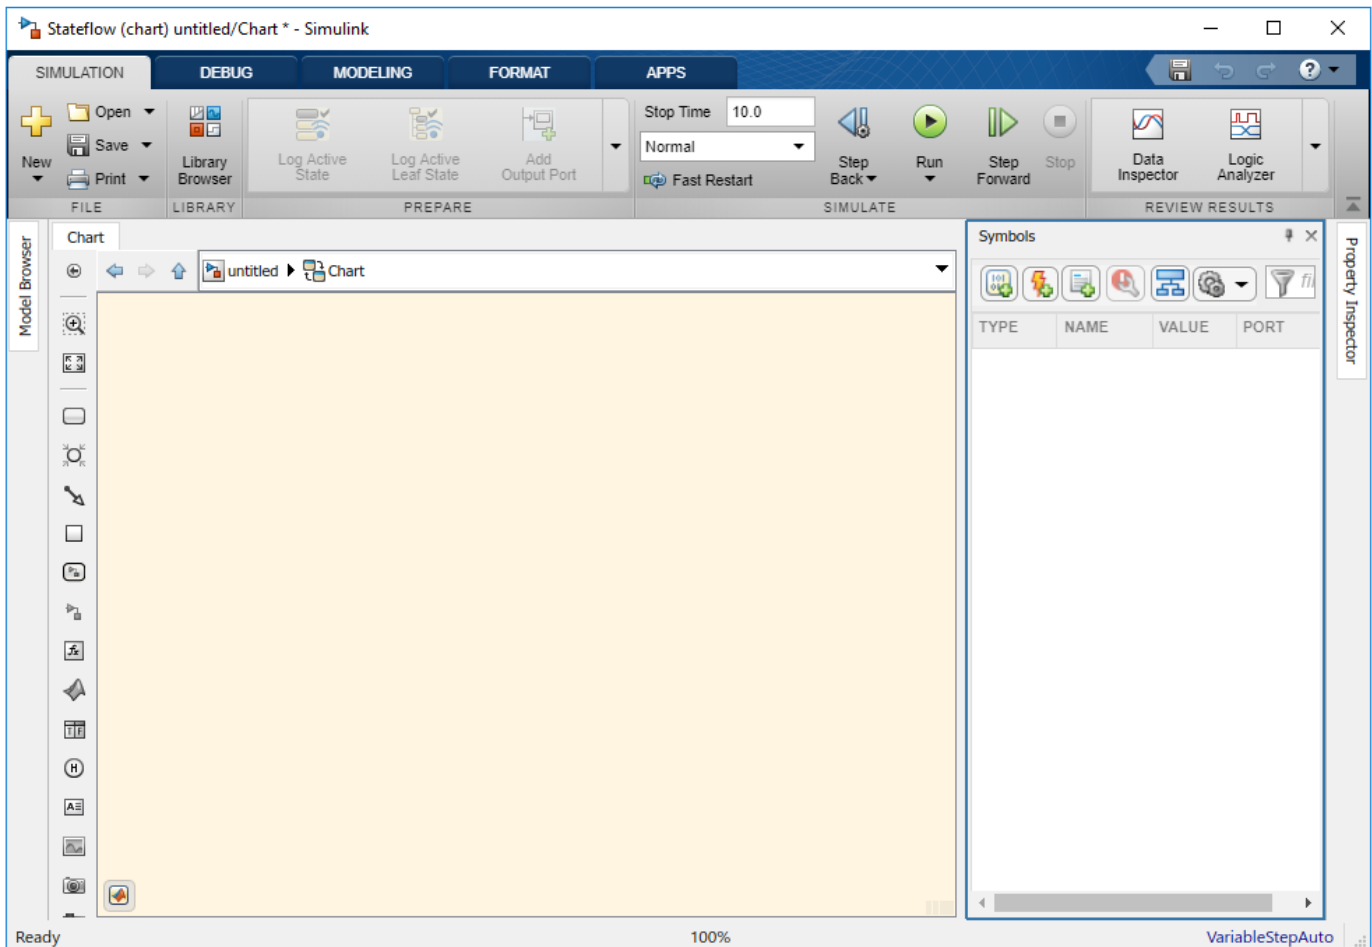 Stateflow (chart) untitled/Chart * - Simulink
SIMULATION DEBUG MODELING FORMAT APPS
New
Open
Save
Print
FILE
Library
Browser
LIBRARY
Log Active
State
Log Active
Leaf State
Add
Output Port
PREPARE
Stop Time 10.0
Normal
Fast Restart
Step
Back
Run
Step
Forward
Stop
SIMULATE
Data
Inspector
Logic
Analyzer
REVIEW RESULTS
Model Browser
Chart
untitled Chart
Symbols
TYPE NAME VALUE PORT
Property Inspector
Ready 100% VariableStepAuto